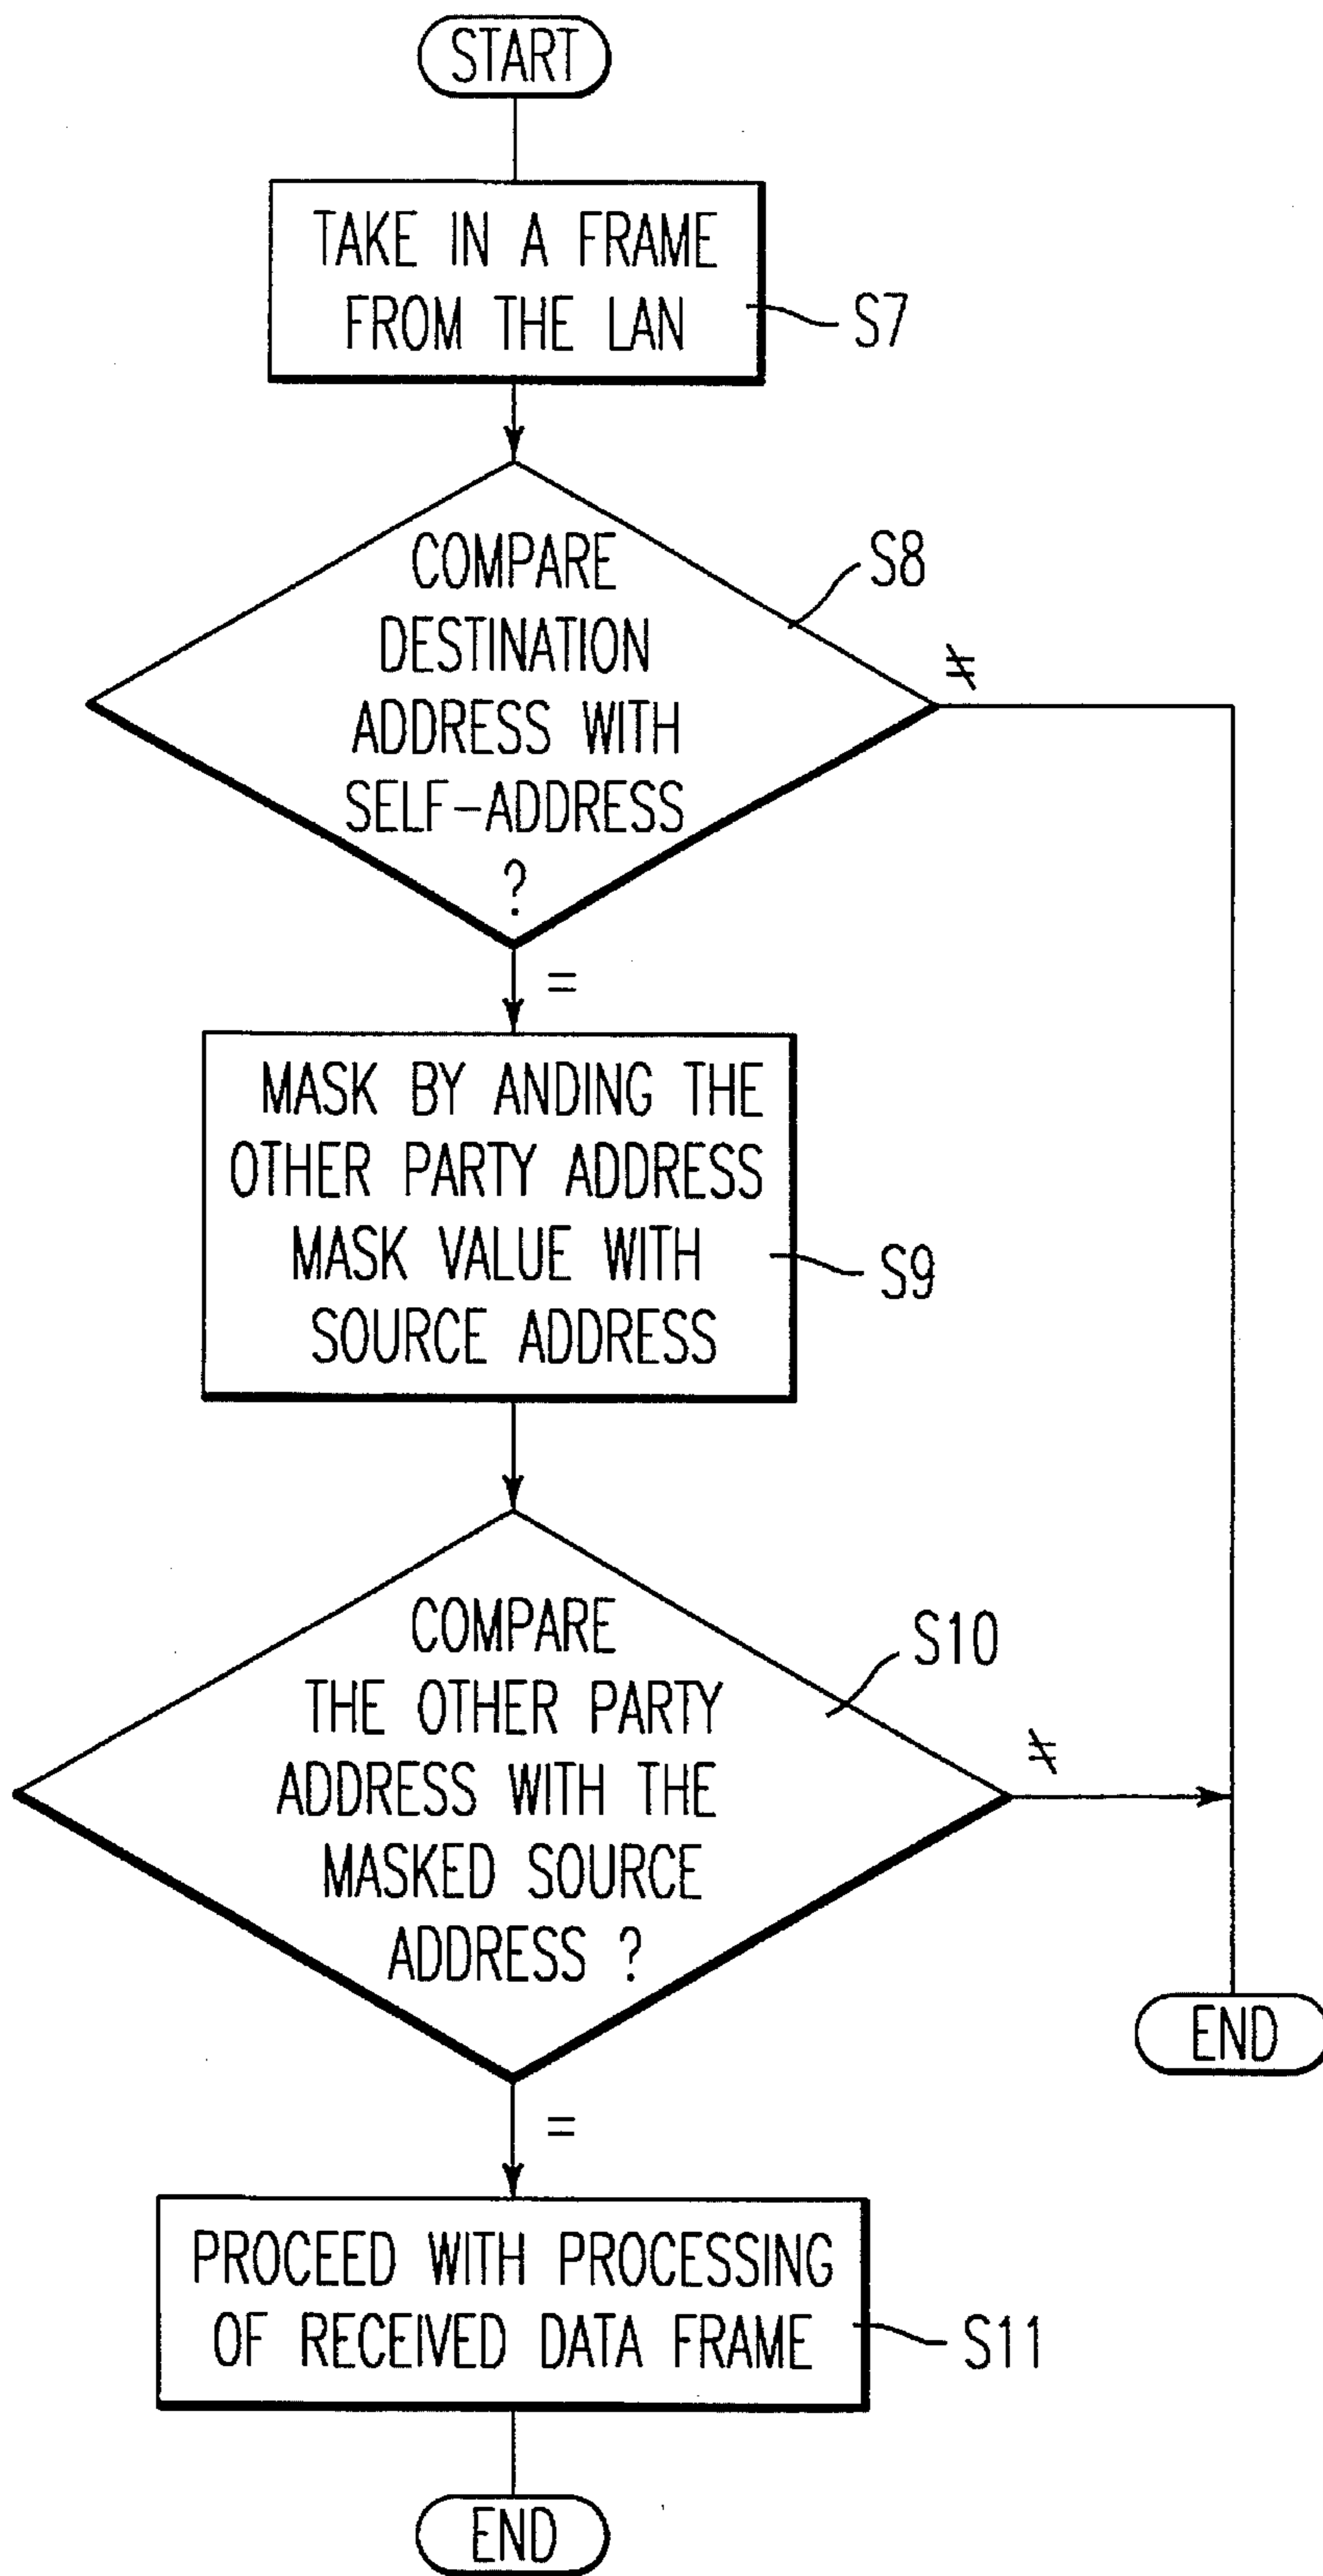 START
TAKE IN A FRAME
FROM THE LAN
S7
COMPARE
DESTINATION
ADDRESS WITH
SELF-ADDRESS
?
S8
≠
=
MASK BY ANDING THE
OTHER PARTY ADDRESS
MASK VALUE WITH
SOURCE ADDRESS
S9
COMPARE
THE OTHER PARTY
ADDRESS WITH THE
MASKED SOURCE
ADDRESS ?
S10
≠
END
=
PROCEED WITH PROCESSING
OF RECEIVED DATA FRAME
S11
END